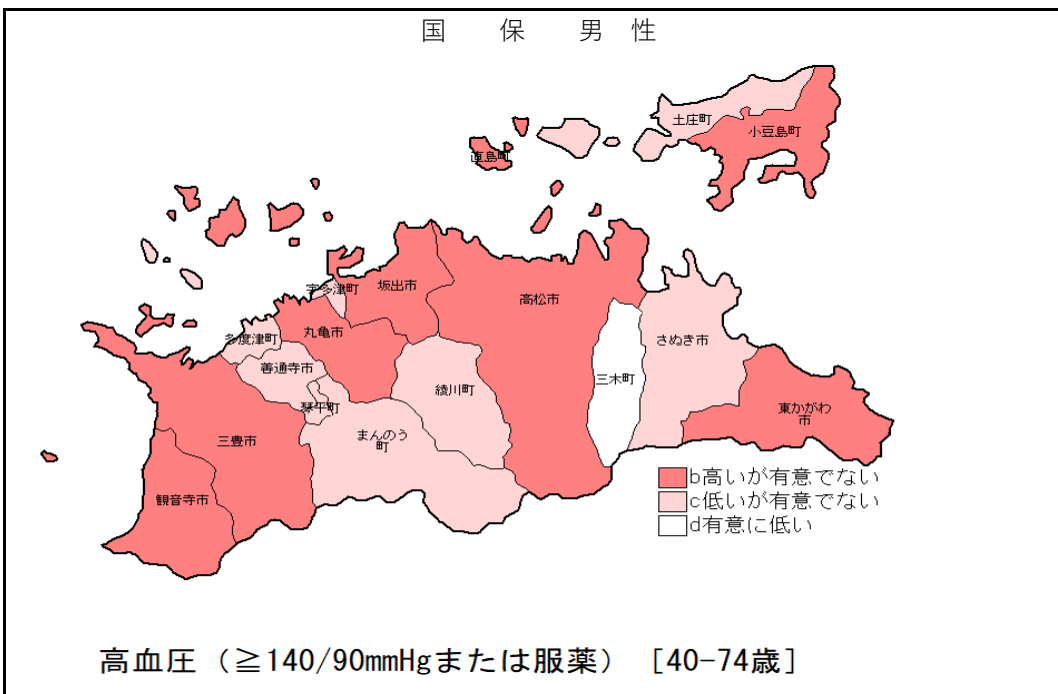 国 保 男 性
土庄町
小豆島町
直島町
宇多津町
坂出市
高松市
多度津町
丸亀市
さぬき市
善通寺市
綾川町
三木町
琴平町
東かがわ
市
まんのう
町
三豊市
観音寺市
b高いが有意でない
c低いが有意でない
d有意に低い
高血圧（≧140/90mmHgまたは服薬）［40-74歳］